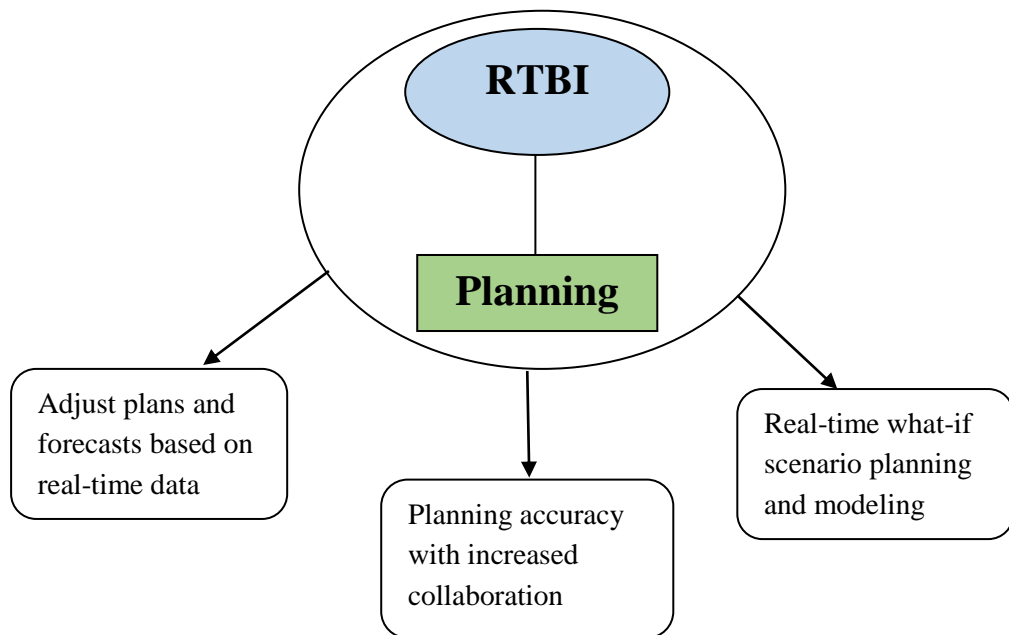 RTBI
Planning
Adjust plans and
forecasts based on
real-time data
Planning accuracy
with increased
collaboration
Real-time what-if
scenario planning
and modeling